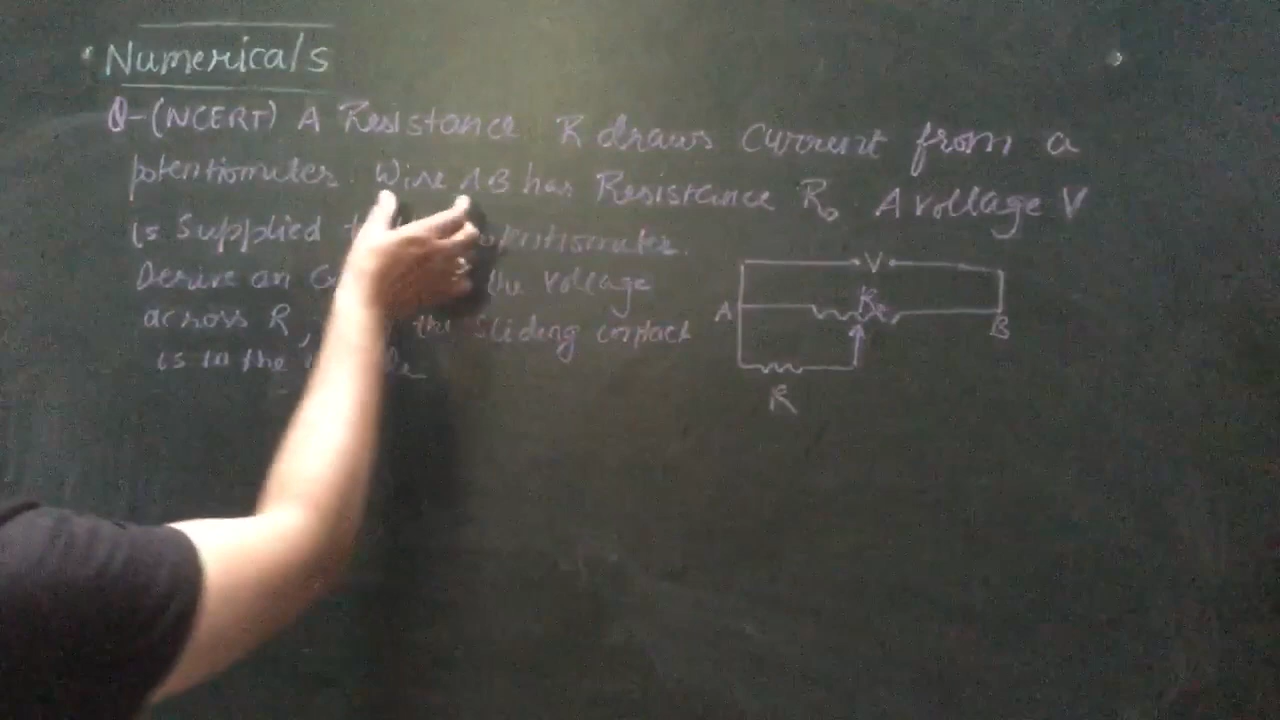 Numericals
Q-(NCERT) A Resistance R draws Current from a
potentiometer. Wire AB has Resistance R₀. A voltage V
is Supplied
Derive an the voltage
across R, the Sliding contact
is in the
V
A
B
R